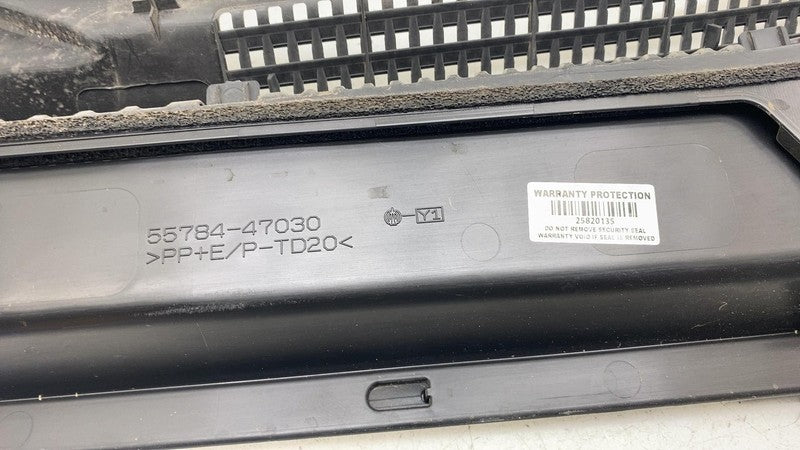 55784-47030
>PP+E/P-TD20<
Y1
WARRANTY PROTECTION
25820135
DO NOT REMOVE SECURITY SEAL
WARRANTY VOID IF SEAL IS REMOVED